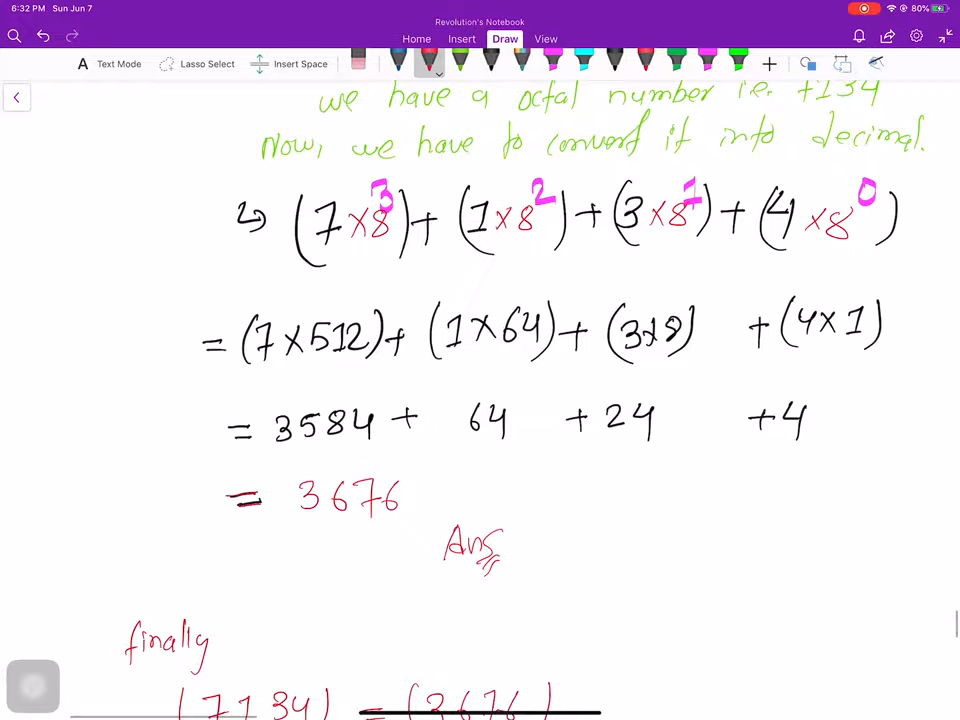 6:32 PM Sun Jun 7
80%
Revolution's Notebook
Home Insert Draw View
A Text Mode Lasso Select Insert Space
we have a octal number i.e. 7134
Now, we have to convert it into decimal.
(7 × 8³) + (1 × 8²) + (3 × 8¹) + (4 × 8⁰)
= (7 × 512) + (1 × 64) + (3 × 8) + (4 × 1)
= 3584 + 64 + 24 + 4
= 3676
Ans
finally
(7134) = (3676)